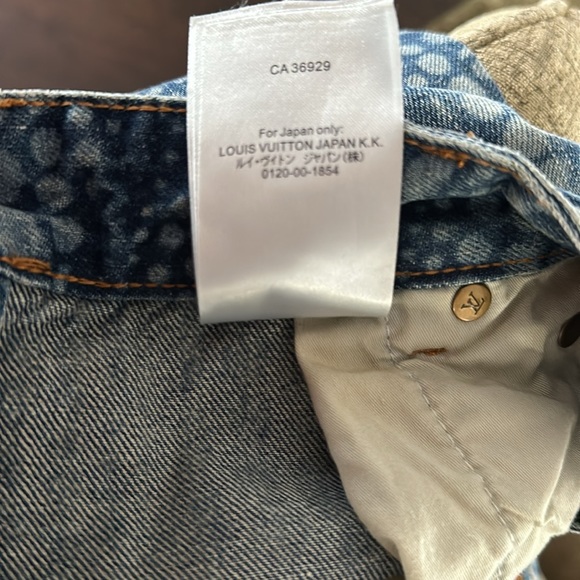 CA 36929
For Japan only:
LOUIS VUITTON JAPAN K.K.
ルイ・ヴィトン ジャパン(株)
0120-00-1854
LV